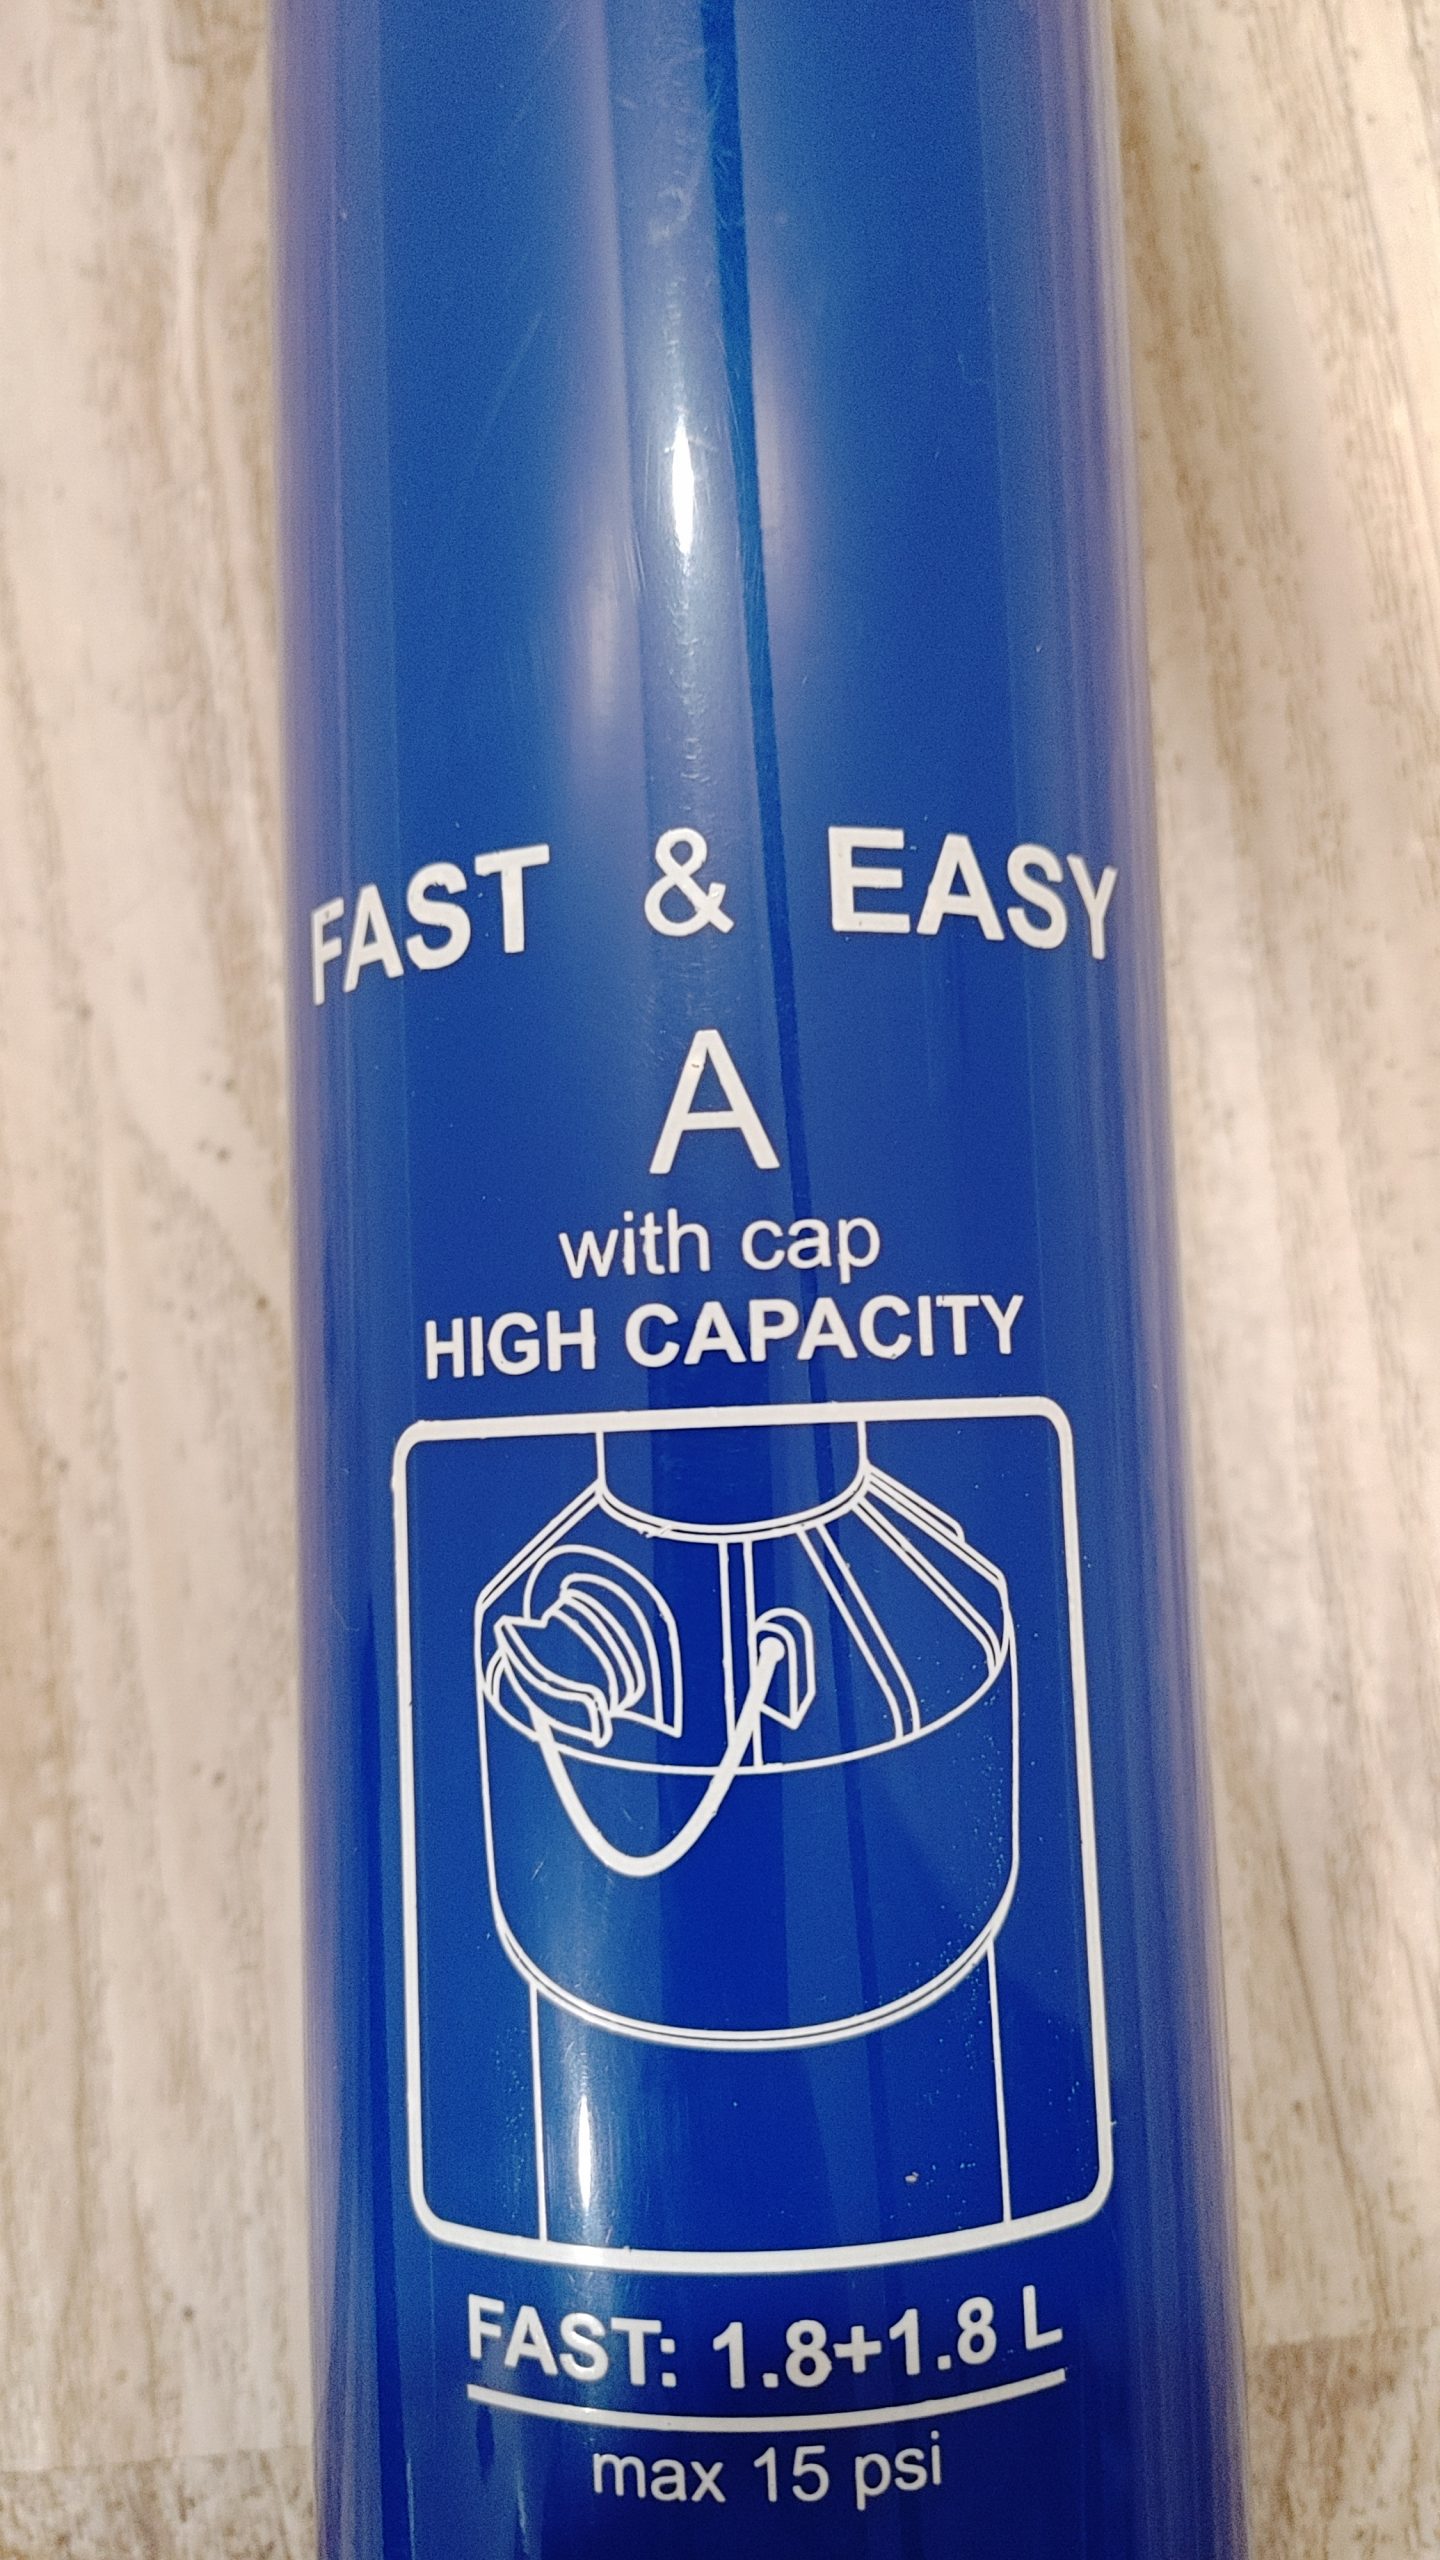 FAST & EASY
A
with cap
HIGH CAPACITY
FAST: 1.8+1.8 L
max 15 psi